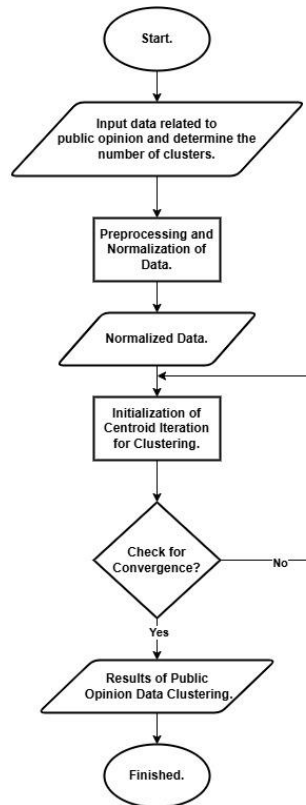 Start.
Input data related to
public opinion and determine the
number of clusters.
Preprocessing and
Normalization of
Data.
Normalized Data.
Initialization of
Centroid Iteration
for Clustering.
Check for
Convergence?
No
Yes
Results of Public
Opinion Data Clustering.
Finished.